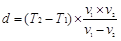 d = (T₂ − T₁) × (v₁ × v₂)/(v₁ − v₂)